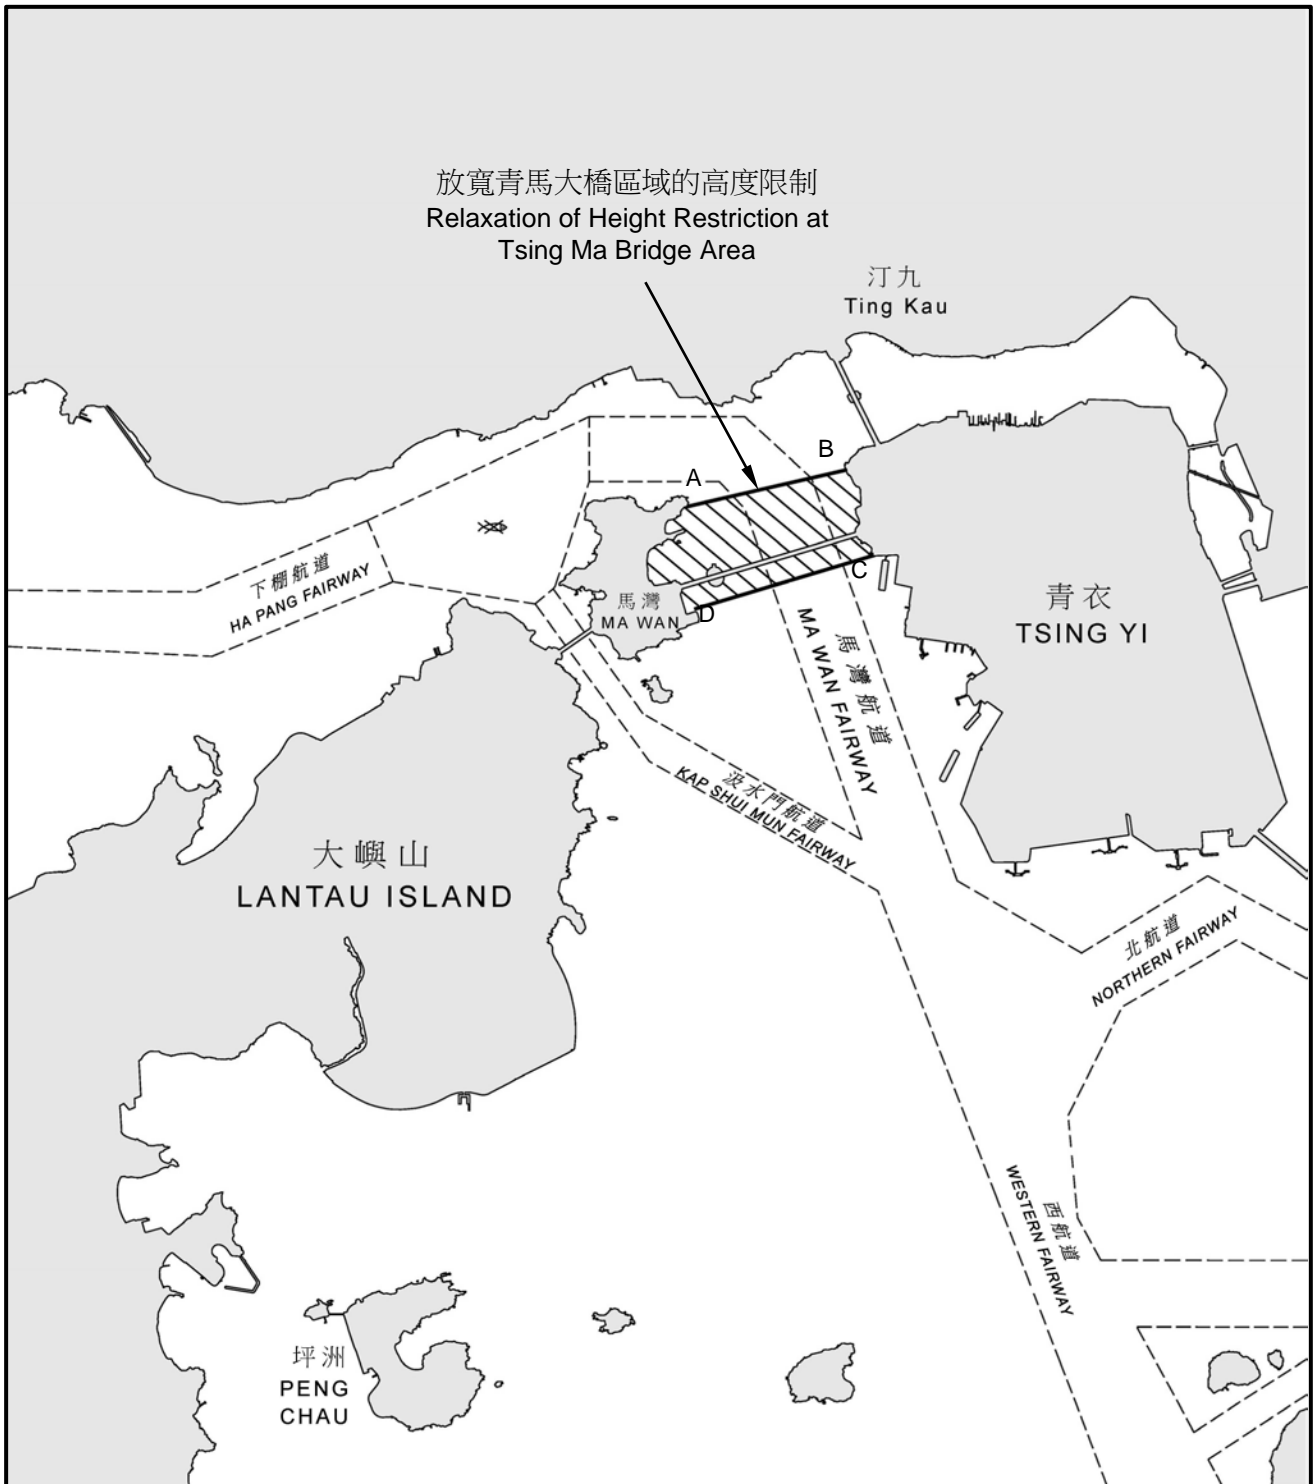 放寬青馬大橋區域的高度限制
Relaxation of Height Restriction at
Tsing Ma Bridge Area
汀九
Ting Kau
B
A
下棚航道
HA PANG FAIRWAY
C
馬灣
MA WAN
D
青衣
TSING YI
馬灣航道
MA WAN FAIRWAY
汲水門航道
KAP SHUI MUN FAIRWAY
大嶼山
LANTAU ISLAND
北航道
NORTHERN FAIRWAY
西航道
WESTERN FAIRWAY
坪洲
PENG
CHAU